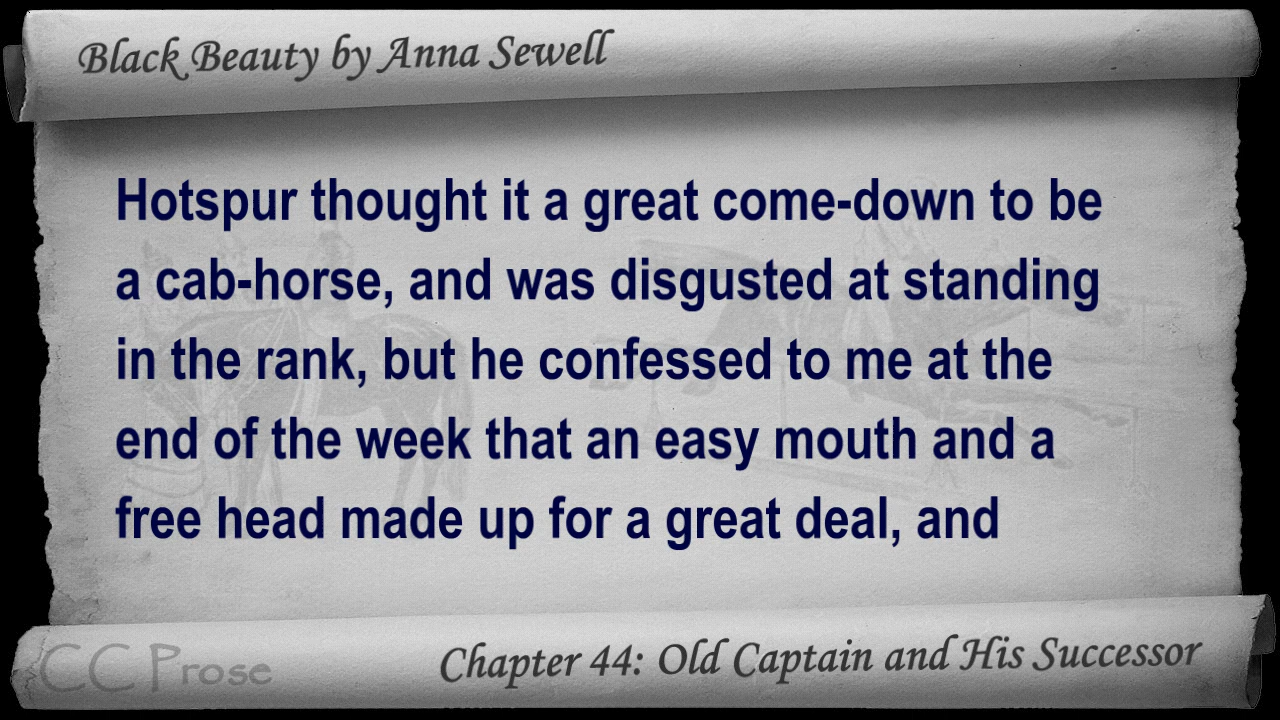 Black Beauty by Anna Sewell
Hotspur thought it a great come-down to be
a cab-horse, and was disgusted at standing
in the rank, but he confessed to me at the
end of the week that an easy mouth and a
free head made up for a great deal, and
CC Prose
Chapter 44: Old Captain and His Successor